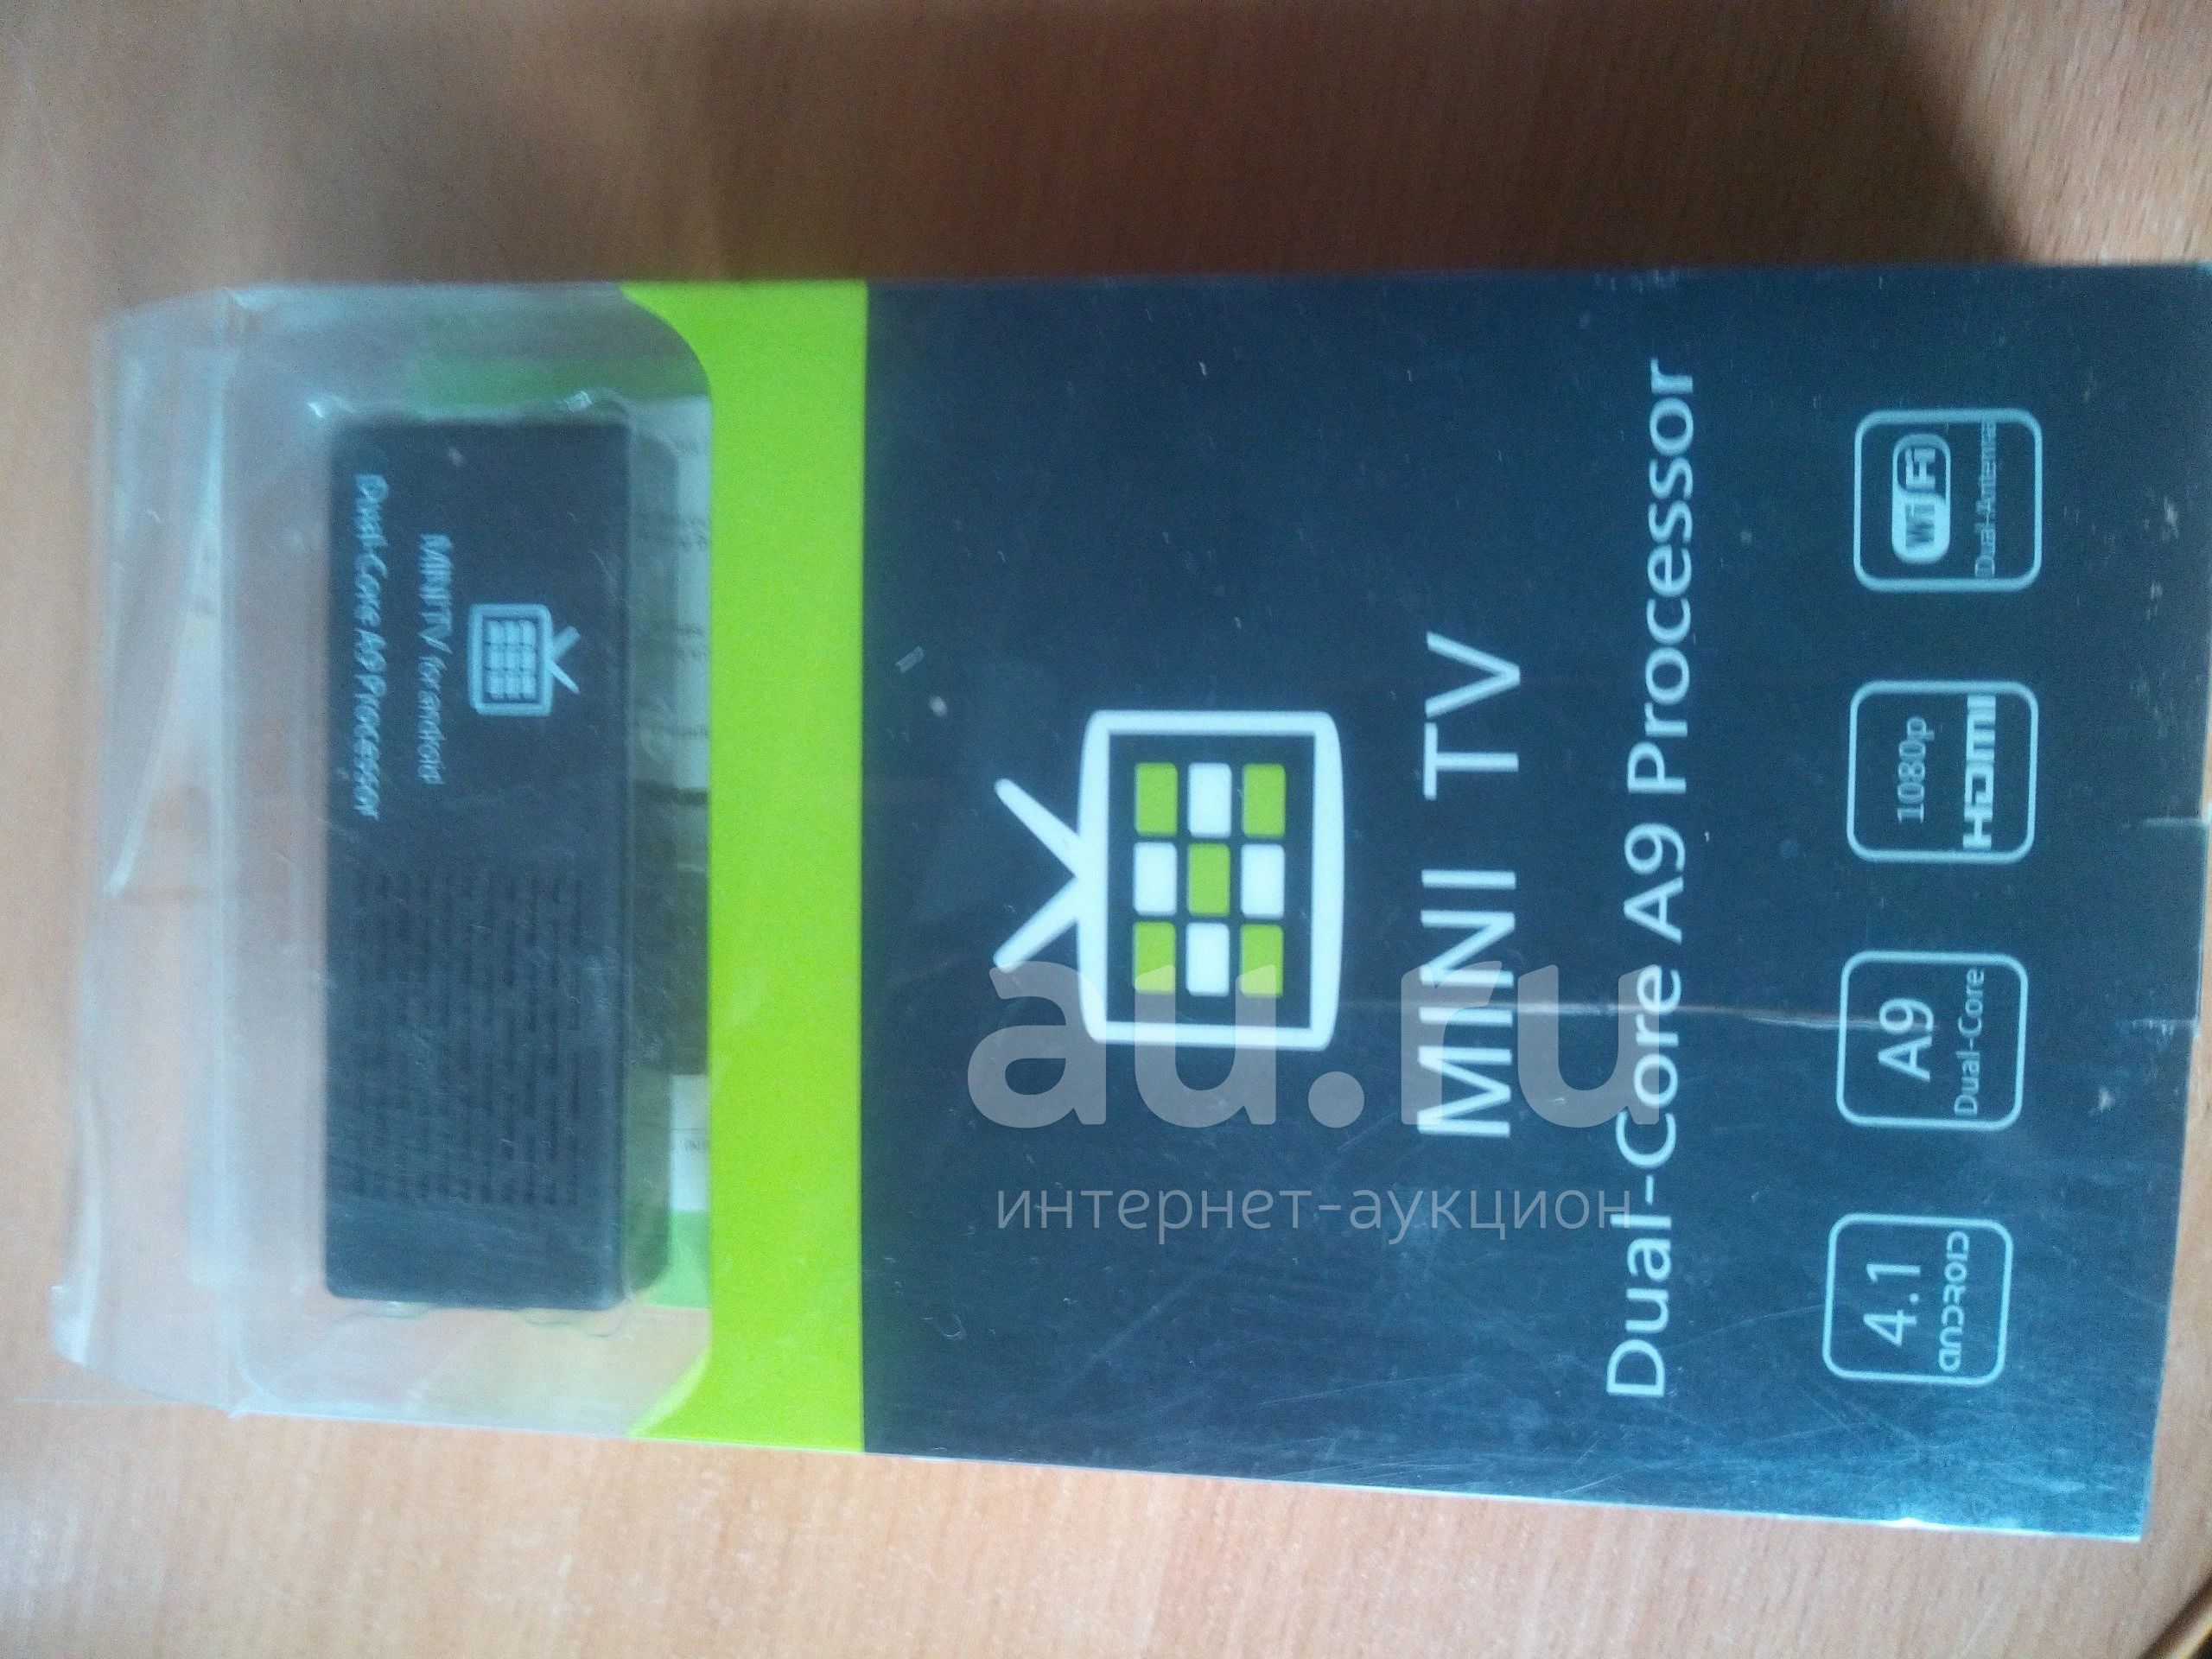 Dual-Core A9 Processor
MINI TV for android
MINI TV
Dual-Core A9 Processor
4.1
ANDROID
A9
Dual-Core
1080p
HDMI
WiFi
Dual-Antenna
au.ru
интернет-аукцион